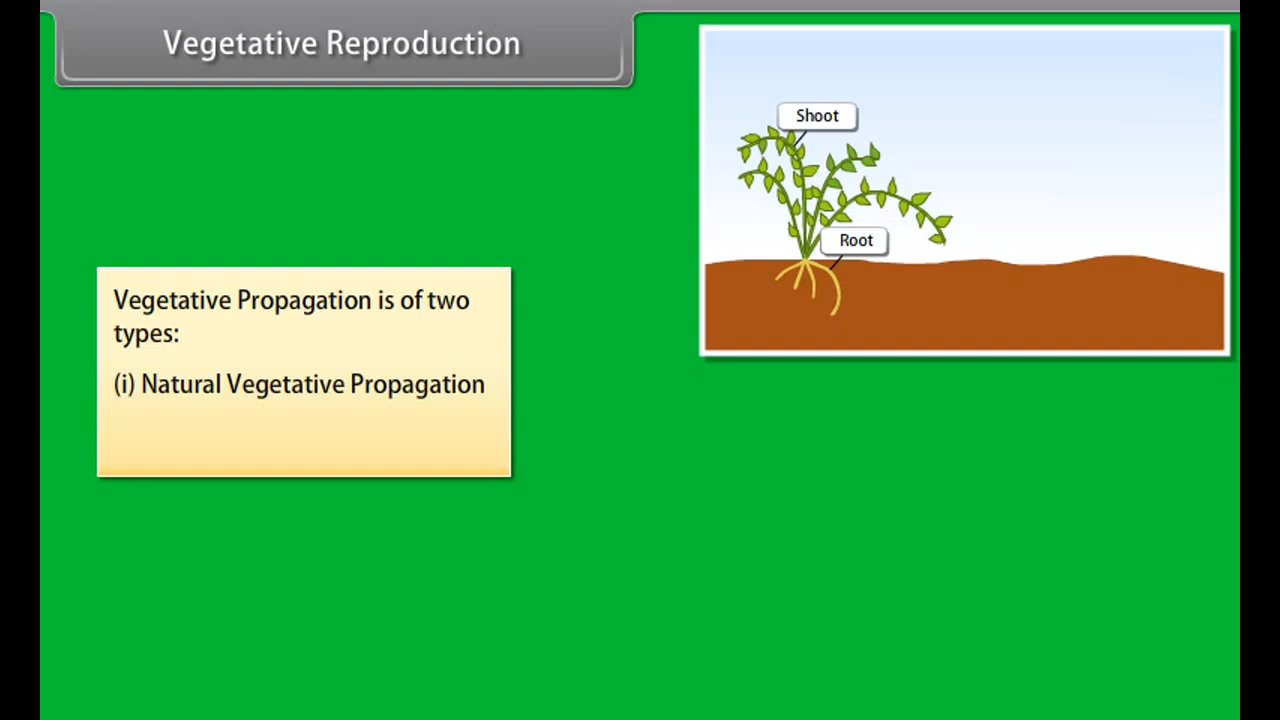 Vegetative Reproduction
Shoot
Root
Vegetative Propagation is of two
types:
(i) Natural Vegetative Propagation